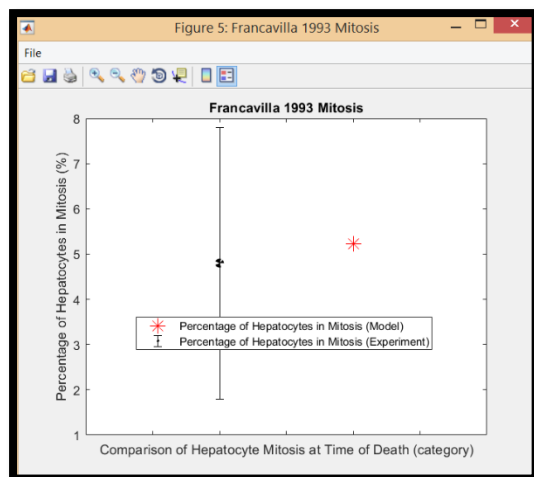 Figure 5: Francavilla 1993 Mitosis
File
Francavilla 1993 Mitosis
8
7
6
5
4
3
2
1
Percentage of Hepatocytes in Mitosis (%)
Percentage of Hepatocytes in Mitosis (Model)
Percentage of Hepatocytes in Mitosis (Experiment)
Comparison of Hepatocyte Mitosis at Time of Death (category)